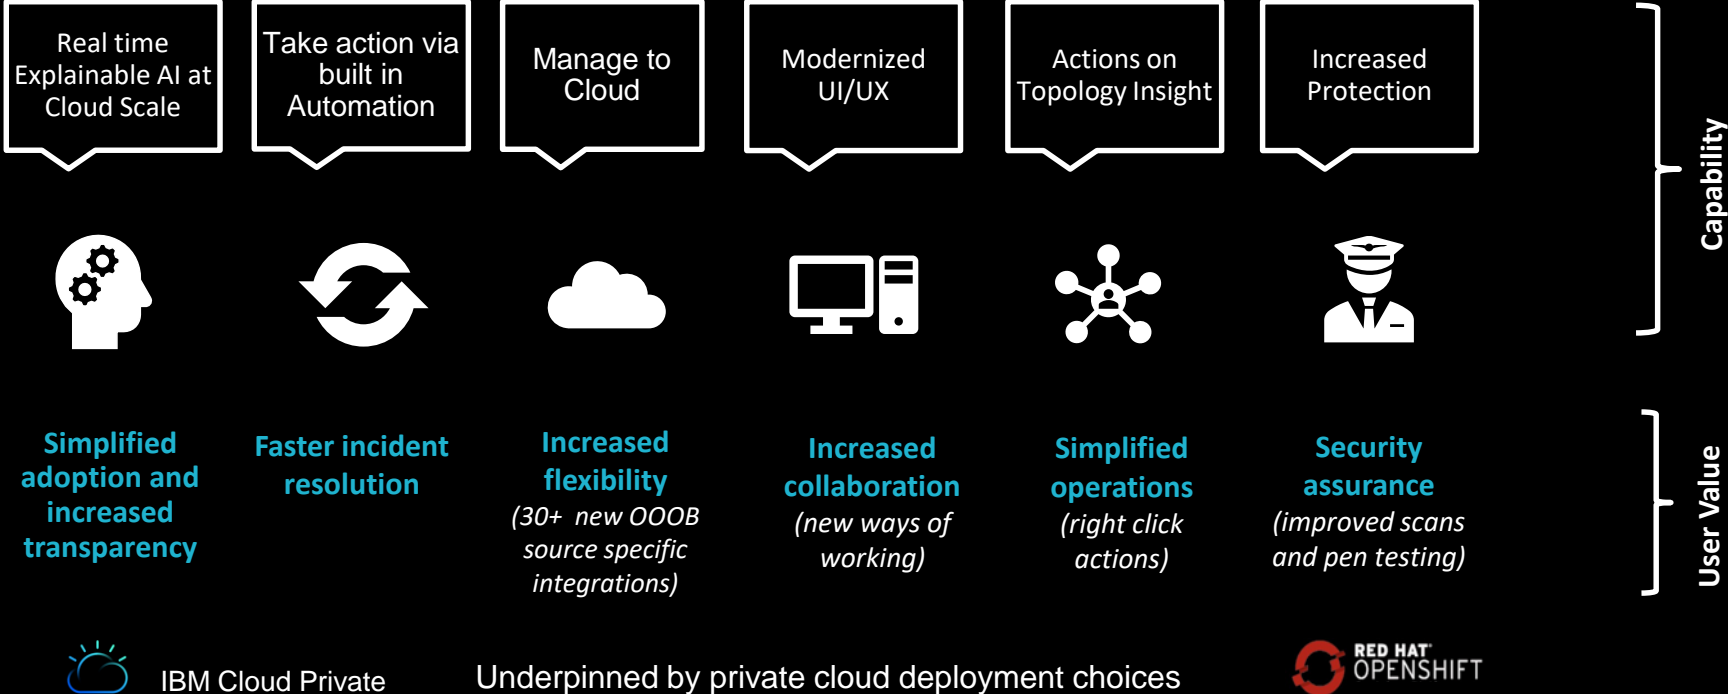 Real time
Explainable AI at
Cloud Scale
Take action via
built in
Automation
Manage to
Cloud
Modernized
UI/UX
Actions on
Topology Insight
Increased
Protection
Capability
Simplified
adoption and
increased
transparency
Faster incident
resolution
Increased
flexibility
(30+ new OOOB
source specific
integrations)
Increased
collaboration
(new ways of
working)
Simplified
operations
(right click
actions)
Security
assurance
(improved scans
and pen testing)
User Value
IBM Cloud Private
Underpinned by private cloud deployment choices
RED HAT
OPENSHIFT